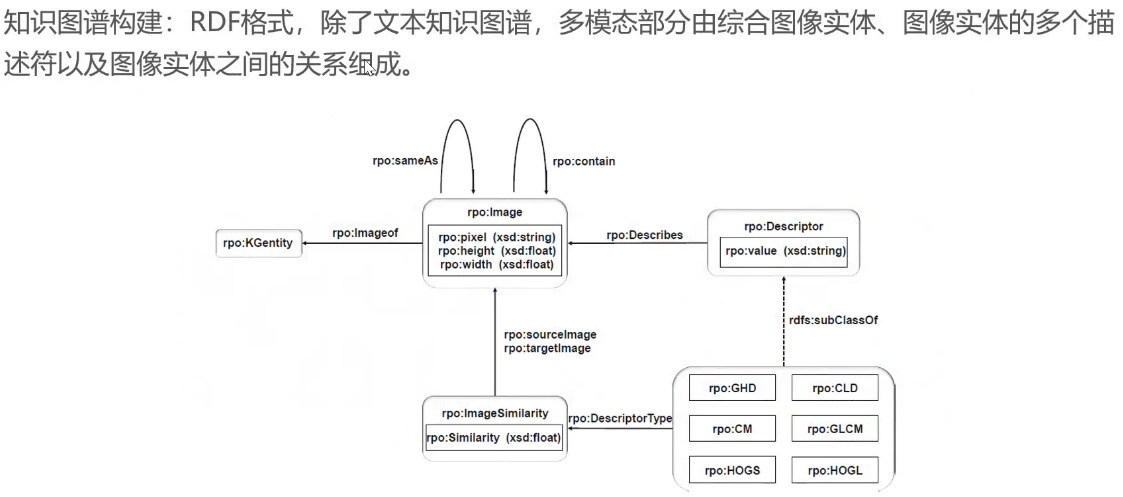 知识图谱构建：RDF格式，除了文本知识图谱，多模态部分由综合图像实体、图像实体的多个描
述符以及图像实体之间的关系组成。
rpo:sameAs
rpo:contain
rpo:Image
rpo:pixel (xsd:string)
rpo:height (xsd:float)
rpo:width (xsd:float)
rpo:KGentity
rpo:Imageof
rpo:Describes
rpo:Descriptor
rpo:value (xsd:string)
rdfs:subClassOf
rpo:sourceImage
rpo:targetImage
rpo:ImageSimilarity
rpo:Similarity (xsd:float)
rpo:DescriptorType
rpo:GHD
rpo:CLD
rpo:CM
rpo:GLCM
rpo:HOGS
rpo:HOGL